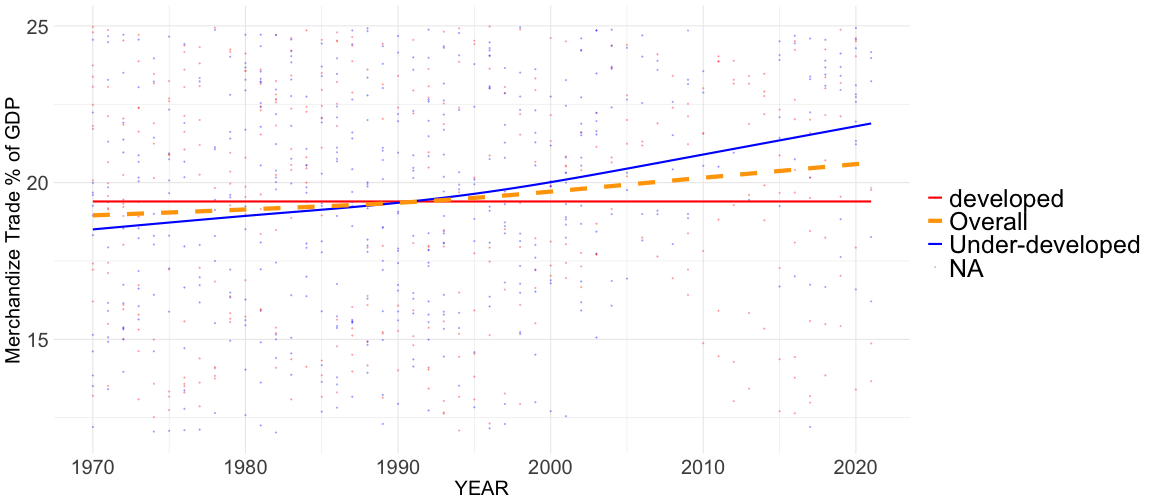 Merchandize Trade % of GDP
25
20
15
1970 1980 1990 2000 2010 2020
YEAR
developed
Overall
Under-developed
NA